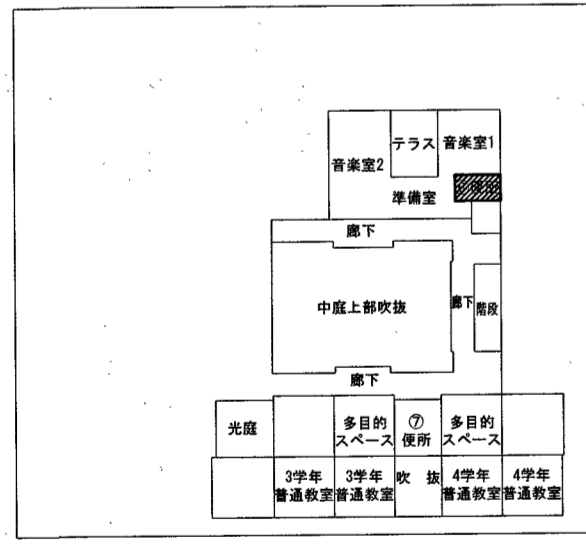 テラス
音楽室1
音楽室2
準備室
廊下
中庭上部吹抜
廊下
階段
廊下
光庭
多目的
スペース
⑦
便所
多目的
スペース
3学年
普通教室
3学年
普通教室
吹 抜
4学年
普通教室
4学年
普通教室